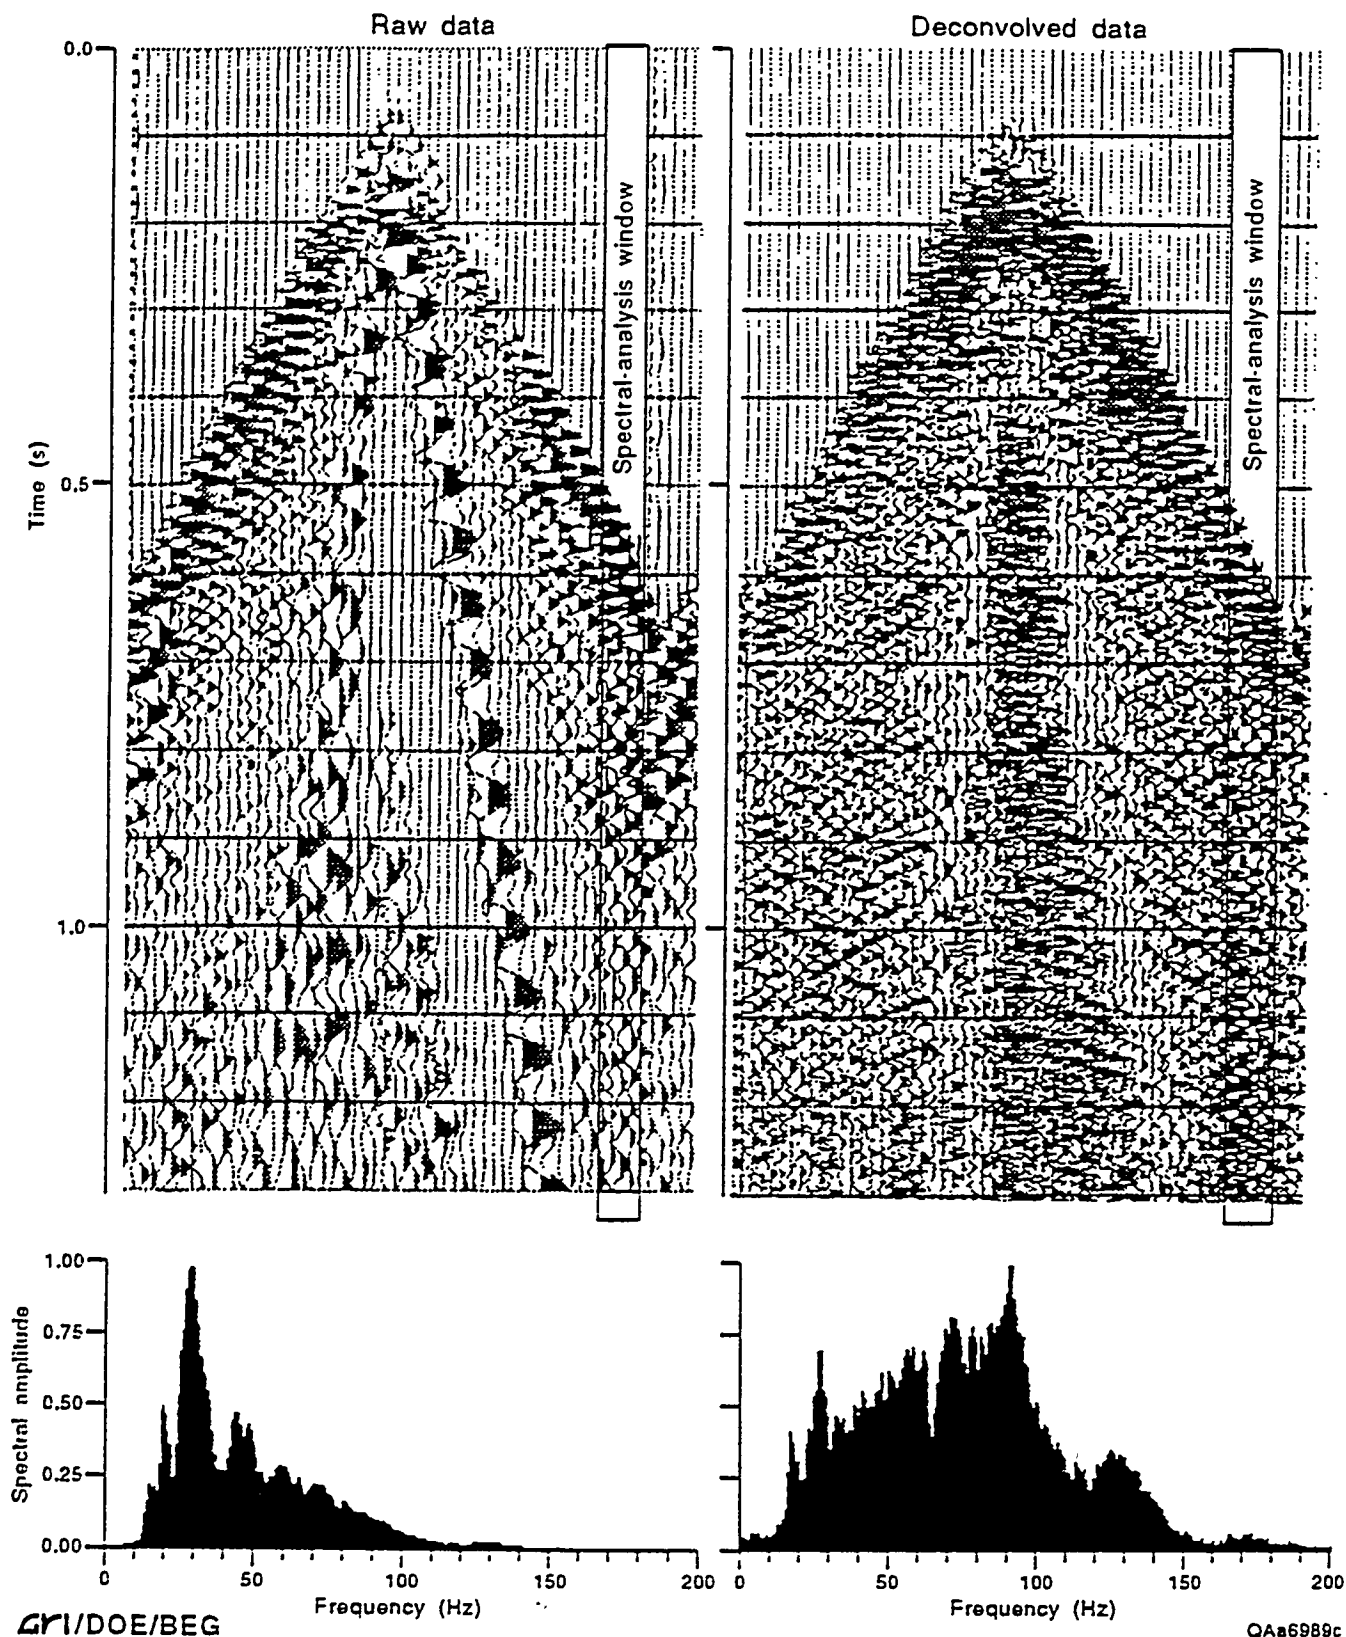 Raw data
Deconvolved data
0.0
0.5
1.0
Time (s)
Spectral-analysis window
Spectral-analysis window
1.00
0.75
0.50
0.25
0.00
Spectral amplitude
0 50 100 150 200
Frequency (Hz)
0 50 100 150 200
Frequency (Hz)
GRI/DOE/BEG
QAa6989c